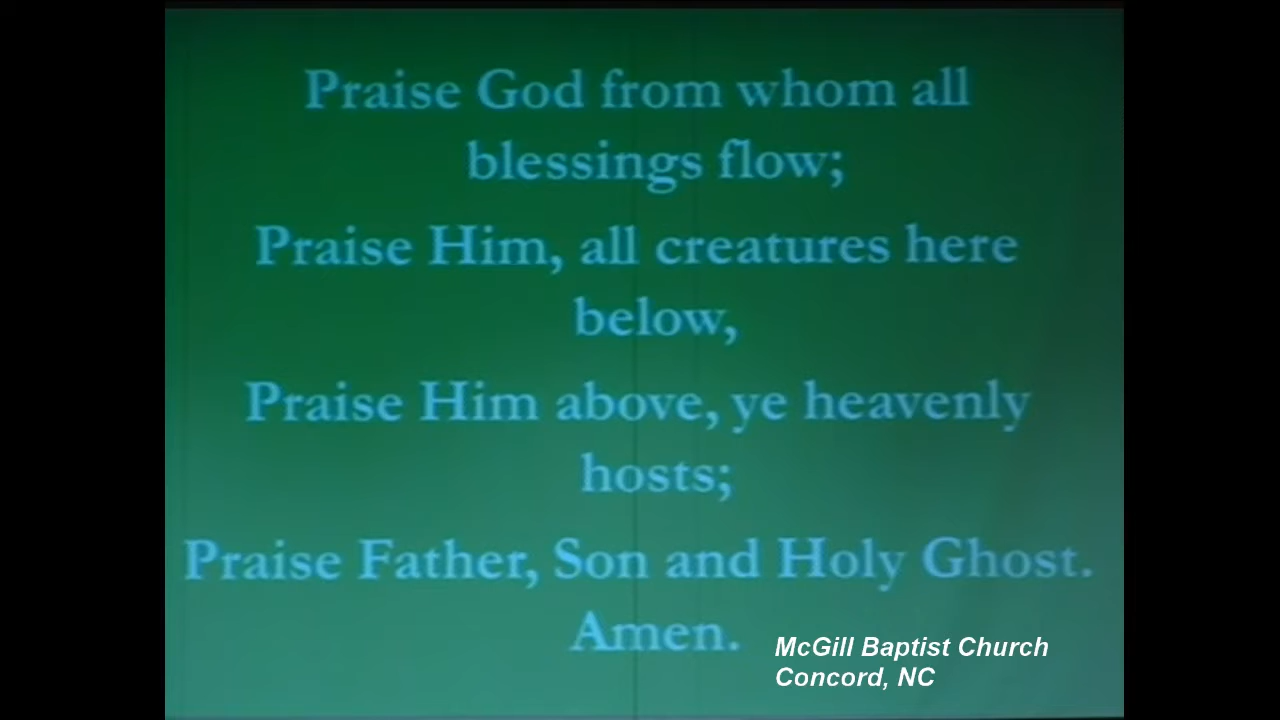 Praise God from whom all
blessings flow;
Praise Him, all creatures here
below,
Praise Him above, ye heavenly
hosts;
Praise Father, Son and Holy Ghost.
Amen.
McGill Baptist Church
Concord, NC